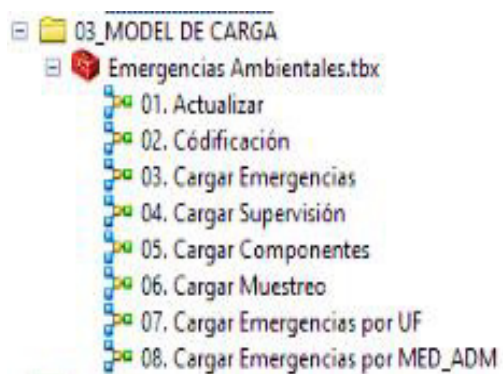 03_MODEL DE CARGA
Emergencias Ambientales.tbx
01. Actualizar
02. Códificación
03. Cargar Emergencias
04. Cargar Supervisión
05. Cargar Componentes
06. Cargar Muestreo
07. Cargar Emergencias por UF
08. Cargar Emergencias por MED_ADM